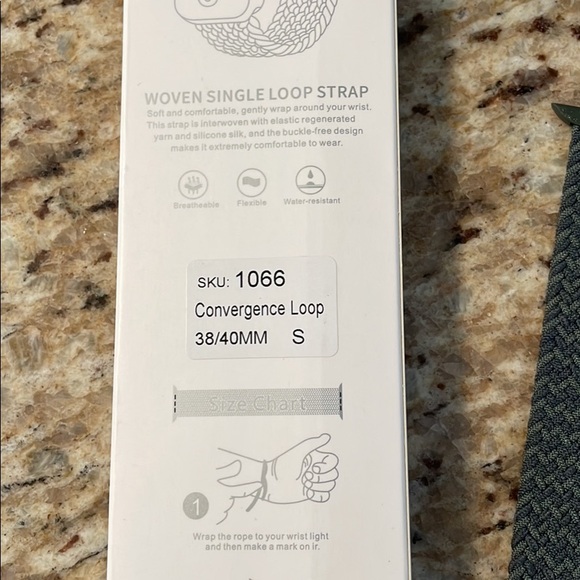 WOVEN SINGLE LOOP STRAP
Soft and comfortable, gently wrap around your wrist.
This strap is interwoven with elastic regenerated
yarn and silicone silk, and the buckle-free design
makes it extremely comfortable to wear.
Breatheable Flexible Water-resistant
SKU: 1066
Convergence Loop
38/40MM S
Size Chart
1
Wrap the rope to your wrist light
and then make a mark on ir.